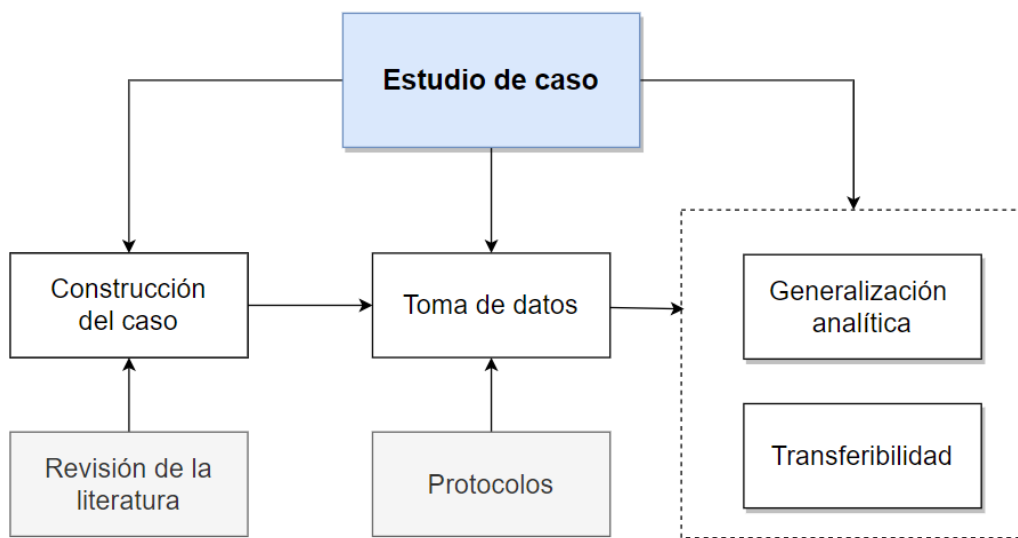 Estudio de caso
Construcción
del caso
Toma de datos
Generalización
analítica
Revisión de la
literatura
Protocolos
Transferibilidad